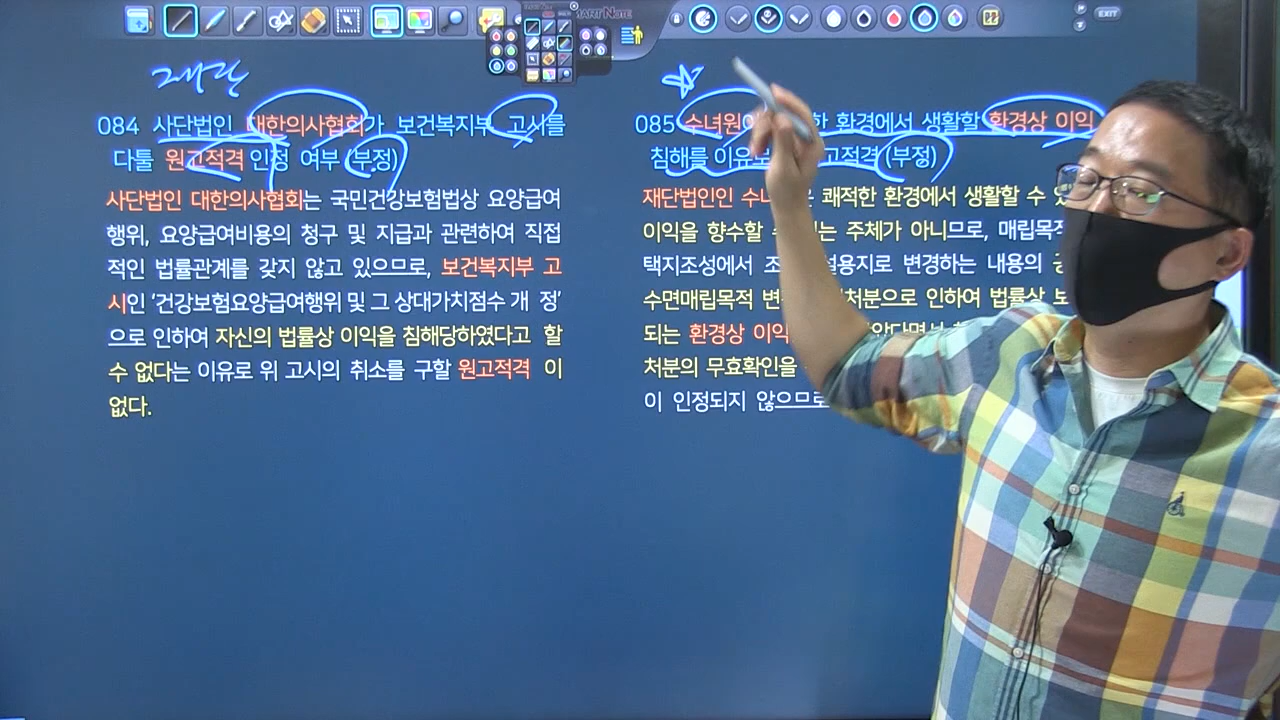 SMART NOTE
EXIT
084 사단법인 대한의사협회가 보건복지부 고시를
다툴 원고적격 인정 여부 (부정)
사단법인 대한의사협회는 국민건강보험법상 요양급여
행위, 요양급여비용의 청구 및 지급과 관련하여 직접
적인 법률관계를 갖지 않고 있으므로, 보건복지부 고
시인 '건강보험요양급여행위 및 그 상대가치점수 개 정'
으로 인하여 자신의 법률상 이익을 침해당하였다고 할
수 없다는 이유로 위 고시의 취소를 구할 원고적격 이
없다.
085 수녀원이 한 환경에서 생활할 환경상 이익
침해를 이유로 고적격 (부정)
재단법인인 수녀 은 쾌적한 환경에서 생활할 수
이익을 향수할 수 는 주체가 아니므로, 매립목적
택지조성에서 조 설용지로 변경하는 내용의
수면매립목적 변 처분으로 인하여 법률상 보
되는 환경상 이익
처분의 무효확인을
이 인정되지 않으므로